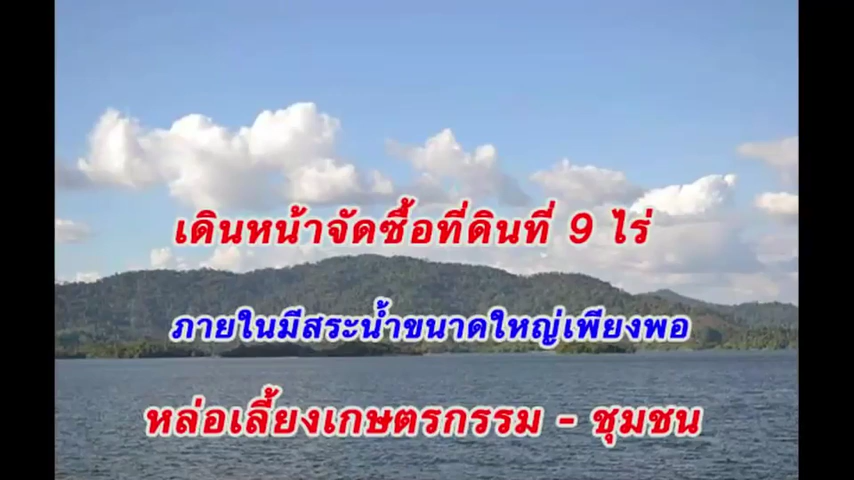 เดินหน้าจัดซื้อที่ดินที่ 9 ไร่
ภายในมีสระน้ำขนาดใหญ่เพียงพอ
หล่อเลี้ยงเกษตรกรรม - ชุมชน